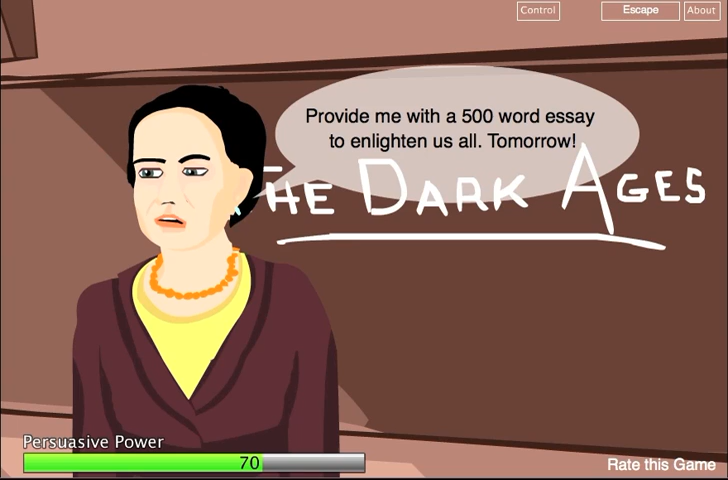 Control
Escape
About
Provide me with a 500 word essay
to enlighten us all. Tomorrow!
THE DARK AGES
Persuasive Power
70
Rate this Game